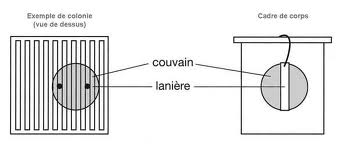 Exemple de colonie
(vue de dessus)
Cadre de corps
couvain
lanière